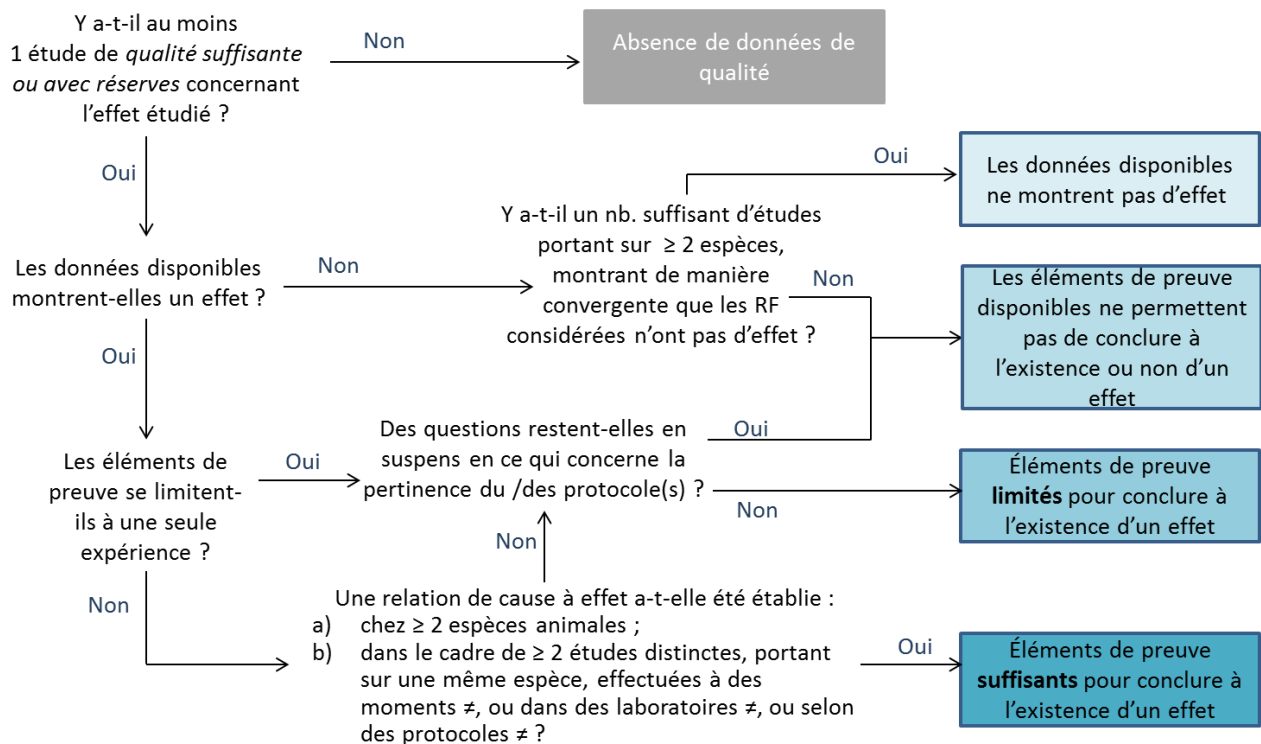 Y a-t-il au moins
1 étude de qualité suffisante
ou avec réserves concernant
l'effet étudié ?
Non
Absence de données de
qualité
Oui
Oui
Les données disponibles
ne montrent pas d'effet
Y a-t-il un nb. suffisant d'études
portant sur ≥ 2 espèces,
montrant de manière
convergente que les RF
considérées n'ont pas d'effet ?
Les données disponibles
montrent-elles un effet ?
Non
Non
Les éléments de preuve
disponibles ne permettent
pas de conclure à
l'existence ou non d'un
effet
Oui
Les éléments de
preuve se limitent-
ils à une seule
expérience ?
Oui
Des questions restent-elles en
suspens en ce qui concerne la
pertinence du /des protocole(s) ?
Oui
Non
Éléments de preuve
limités pour conclure à
l'existence d'un effet
Non
Non
Une relation de cause à effet a-t-elle été établie :
a) chez ≥ 2 espèces animales ;
b) dans le cadre de ≥ 2 études distinctes, portant
sur une même espèce, effectuées à des
moments ≠, ou dans des laboratoires ≠, ou selon
des protocoles ≠ ?
Oui
Éléments de preuve
suffisants pour conclure à
l'existence d'un effet